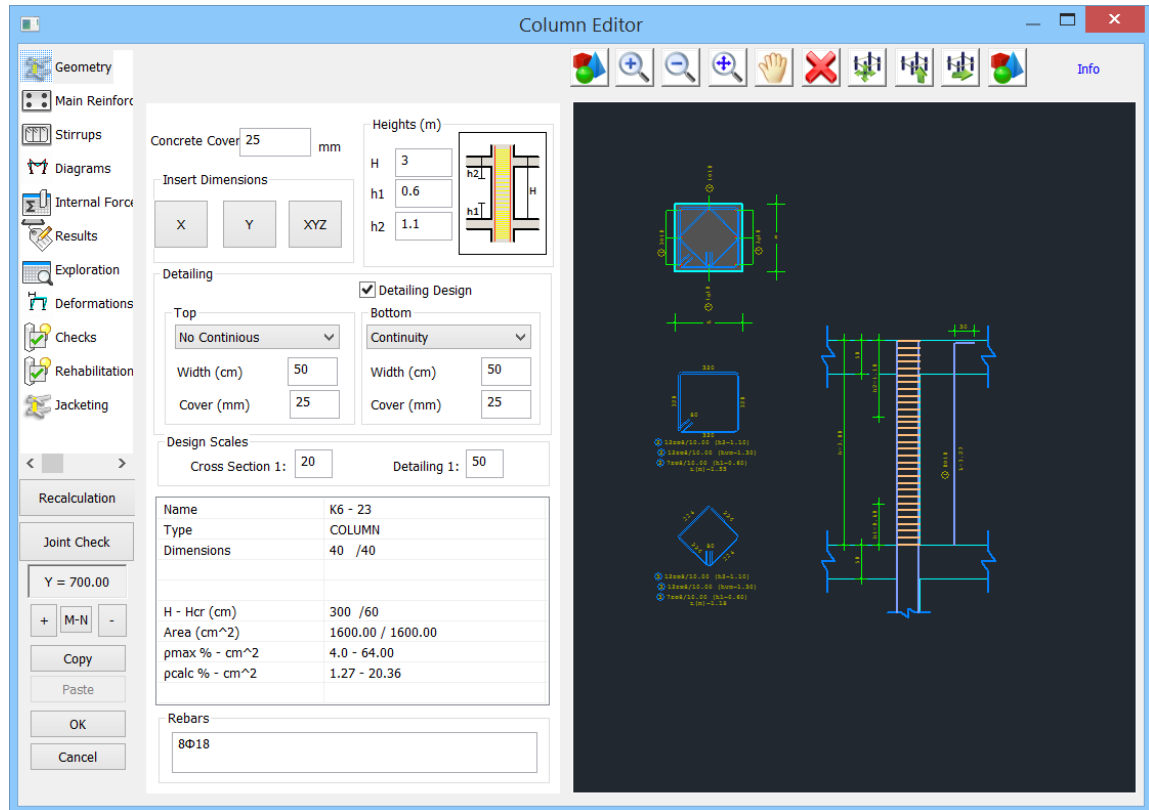 Column Editor
Geometry
Main Reinforc
Stirrups
Diagrams
Internal Force
Results
Exploration
Deformations
Checks
Rehabilitation
Jacketing
Recalculation
Joint Check
Y = 700.00
+ M-N -
Copy
Paste
OK
Cancel
Concrete Cover 25 mm
Insert Dimensions
X Y XYZ
Heights (m)
H 3
h1 0.6
h2 1.1
h2
H
h1
Detailing
Detailing Design
Top
No Continious
Width (cm) 50
Cover (mm) 25
Bottom
Continuity
Width (cm) 50
Cover (mm) 25
Design Scales
Cross Section 1: 20 Detailing 1: 50
Name K6 - 23
Type COLUMN
Dimensions 40 /40
H - Hcr (cm) 300 /60
Area (cm^2) 1600.00 / 1600.00
ρmax % - cm^2 4.0 - 64.00
ρcalc % - cm^2 1.27 - 20.36
Rebars
8Φ18
Info
330
80
30
50
50